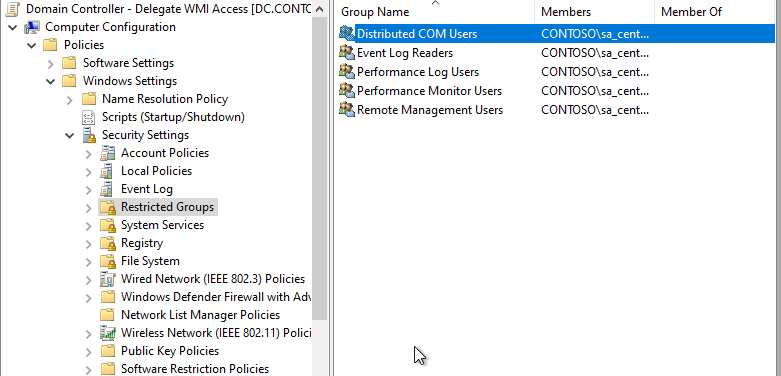 Domain Controller - Delegate WMI Access [DC.CONTO
Computer Configuration
Policies
Software Settings
Windows Settings
Name Resolution Policy
Scripts (Startup/Shutdown)
Security Settings
Account Policies
Local Policies
Event Log
Restricted Groups
System Services
Registry
File System
Wired Network (IEEE 802.3) Policies
Windows Defender Firewall with Adv
Network List Manager Policies
Wireless Network (IEEE 802.11) Polici
Public Key Policies
Software Restriction Policies
Group Name Members Member Of
Distributed COM Users CONTOSO\sa_cent...
Event Log Readers CONTOSO\sa_cent...
Performance Log Users CONTOSO\sa_cent...
Performance Monitor Users CONTOSO\sa_cent...
Remote Management Users CONTOSO\sa_cent...